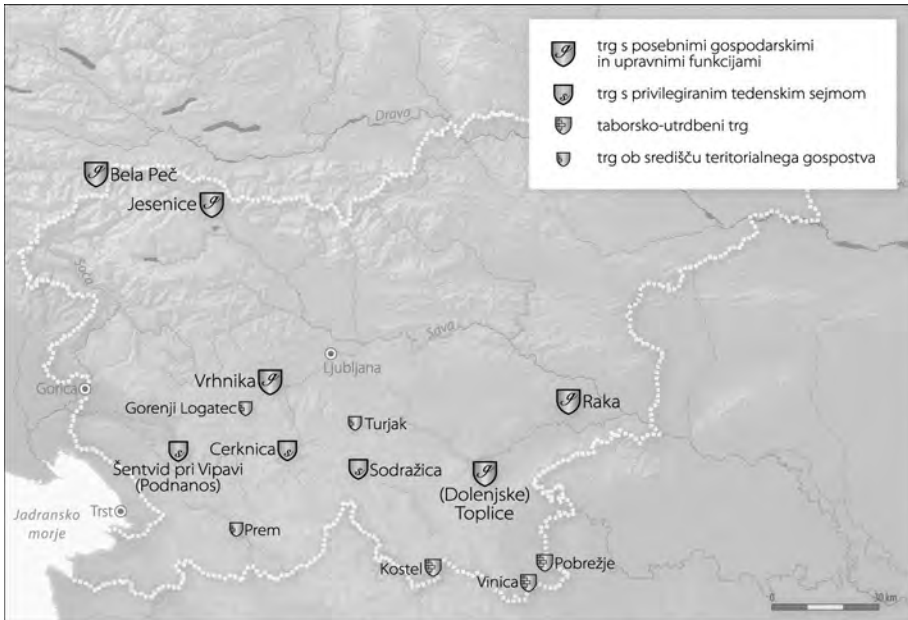 trg s posebnimi gospodarskimi
in upravnimi funkcijami
trg s privilegiranim tedenskim sejmom
taborsko-utrdbeni trg
trg ob središču teritorialnega gospostva
Drava
Bela Peč
Jesenice
Soča
Sava
Ljubljana
Vrhnika
Gorica
Gorenji Logatec
Raka
Turjak
Cerknica
Šentvid pri Vipavi
(Podnanos)
Sodražica
(Dolenjske)
Toplice
Jadransko
morje
Trst
Prem
Kostel
Pobrežje
Vinica
0 30 km